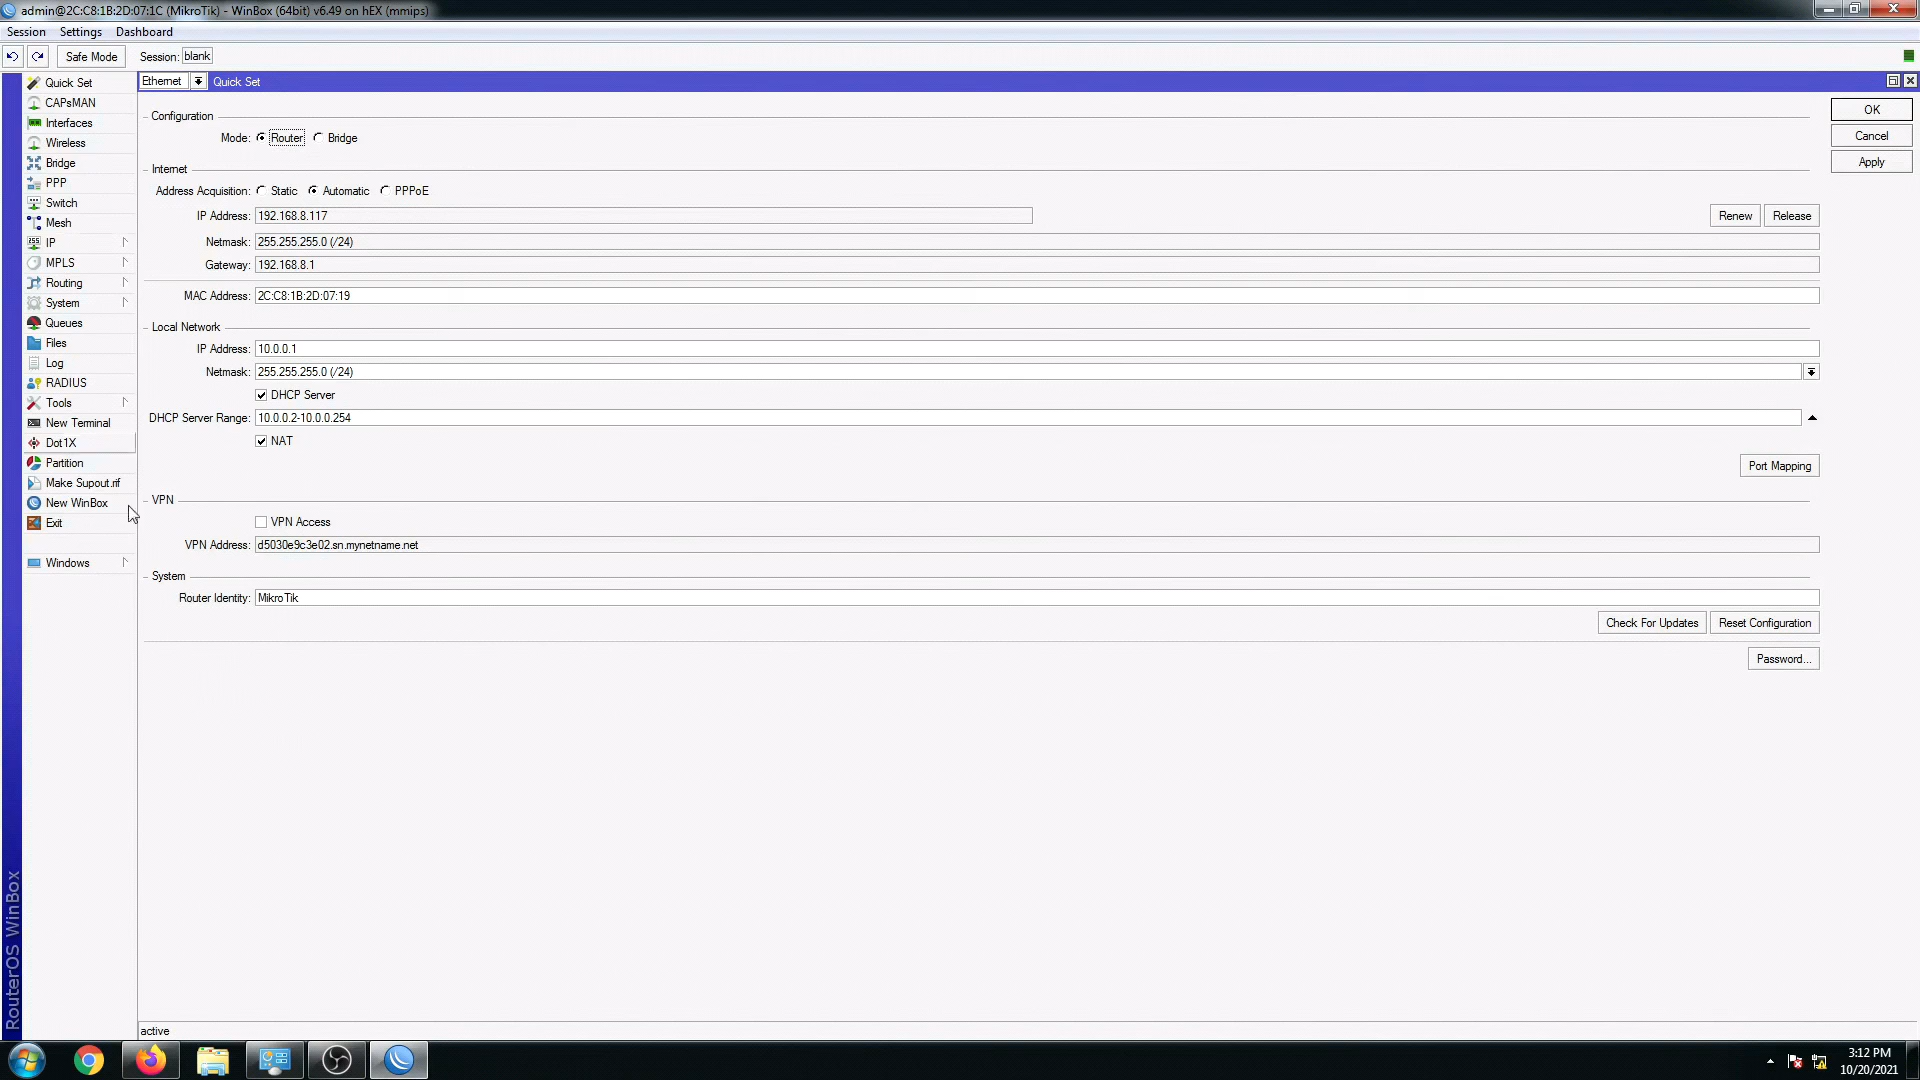 admin@2C:C8:1B:2D:07:1C (MikroTik) - WinBox (64bit) v6.49 on hEX (mmips)
Session Settings Dashboard
Safe Mode Session: blank
Quick Set
CAPsMAN
Interfaces
Wireless
Bridge
PPP
Switch
Mesh
IP
MPLS
Routing
System
Queues
Files
Log
RADIUS
Tools
New Terminal
Dot1X
Partition
Make Supout.rif
New WinBox
Exit
Windows
RouterOS WinBox
Ethernet Quick Set
Configuration
Mode: Router Bridge
Internet
Address Acquisition: Static Automatic PPPoE
IP Address: 192.168.8.117 Renew Release
Netmask: 255.255.255.0 (/24)
Gateway: 192.168.8.1
MAC Address: 2C:C8:1B:2D:07:19
Local Network
IP Address: 10.0.0.1
Netmask: 255.255.255.0 (/24)
DHCP Server
DHCP Server Range: 10.0.0.2-10.0.0.254
NAT
Port Mapping
VPN
VPN Access
VPN Address: d5030e9c3e02.sn.mynetname.net
System
Router Identity: MikroTik
Check For Updates Reset Configuration
Password...
OK
Cancel
Apply
active
3:12 PM
10/20/2021